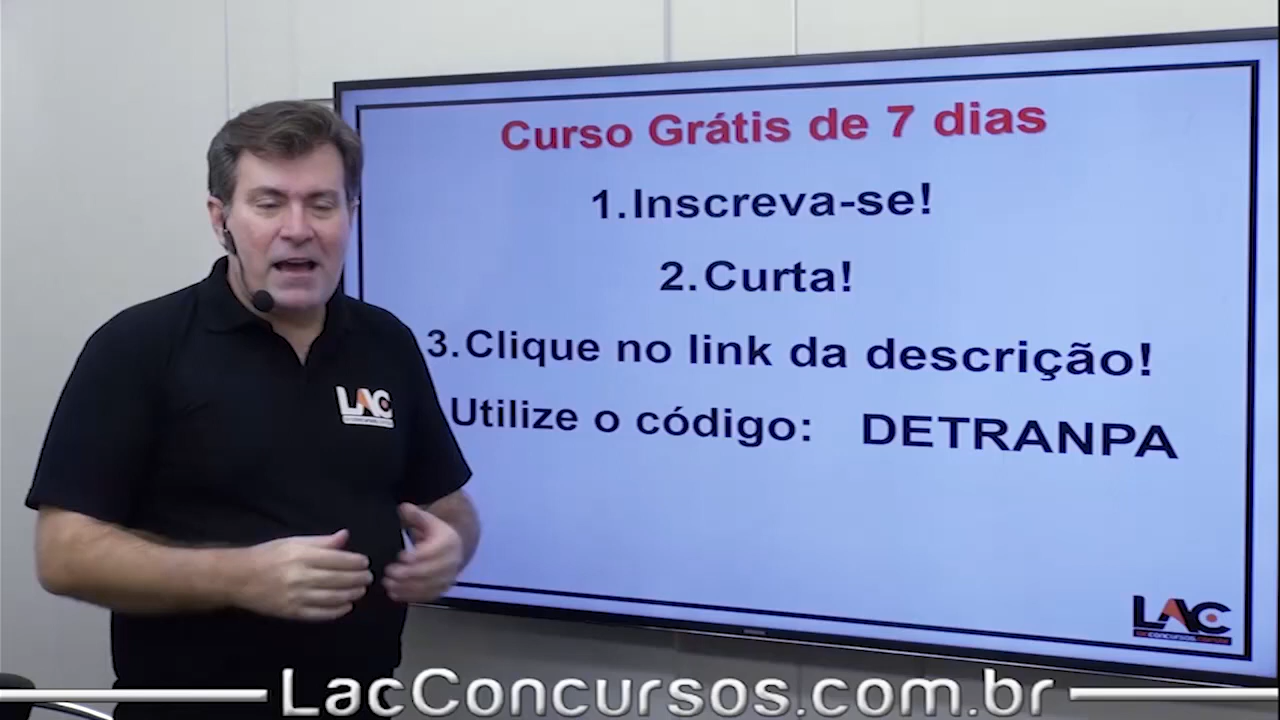 Curso Grátis de 7 dias
1.Inscreva-se!
2.Curta!
3.Clique no link da descrição!
Utilize o código: DETRANPA
LAC
LAC
LacConcursos.com.br